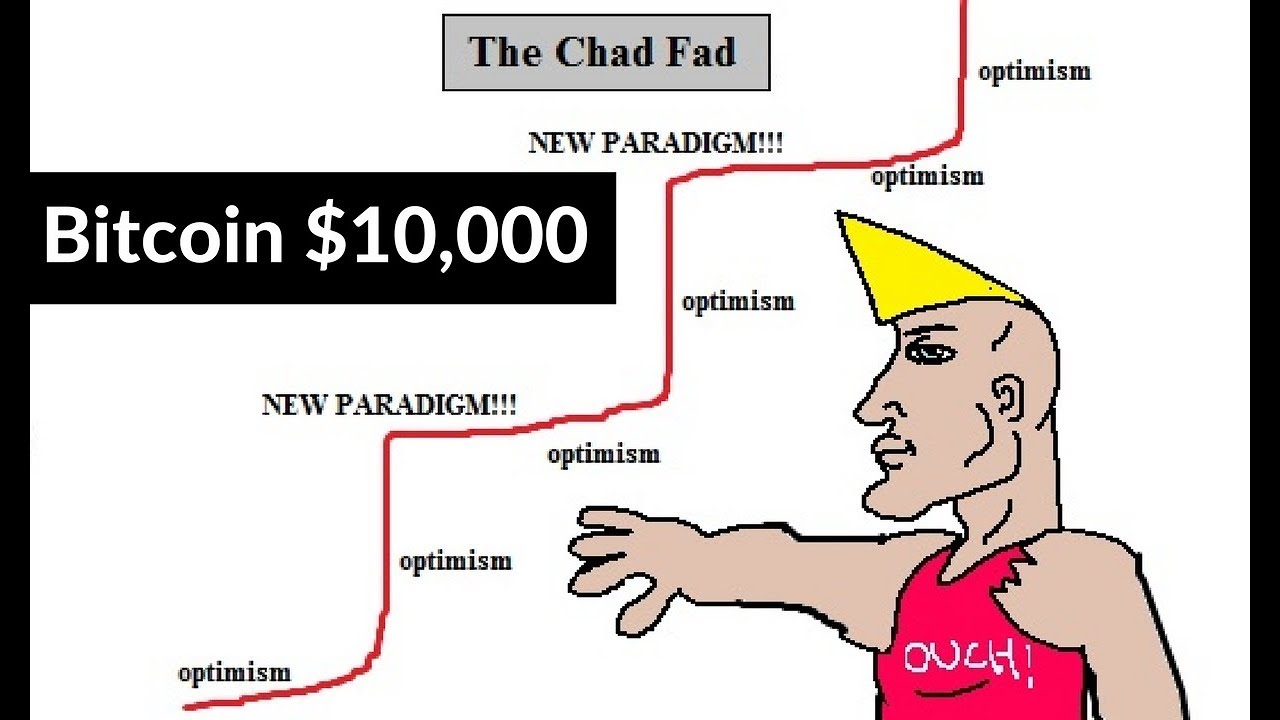 The Chad Fad
optimism
NEW PARADIGM!!!
optimism
Bitcoin $10,000
optimism
NEW PARADIGM!!!
optimism
optimism
OUCH!
optimism